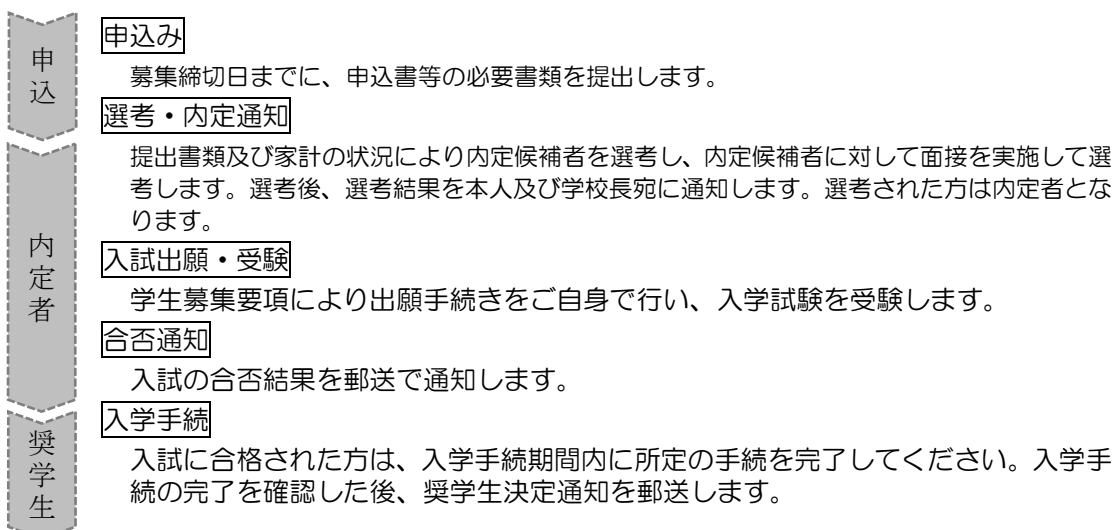 申込
申込み
募集締切日までに、申込書等の必要書類を提出します。
選考・内定通知
提出書類及び家計の状況により内定候補者を選考し、内定候補者に対して面接を実施して選
考します。選考後、選考結果を本人及び学校長宛に通知します。選考された方は内定者とな
ります。
内定者
入試出願・受験
学生募集要項により出願手続きをご自身で行い、入学試験を受験します。
合否通知
入試の合否結果を郵送で通知します。
奨学生
入学手続
入試に合格された方は、入学手続期間内に所定の手続を完了してください。入学手
続の完了を確認した後、奨学生決定通知を郵送します。